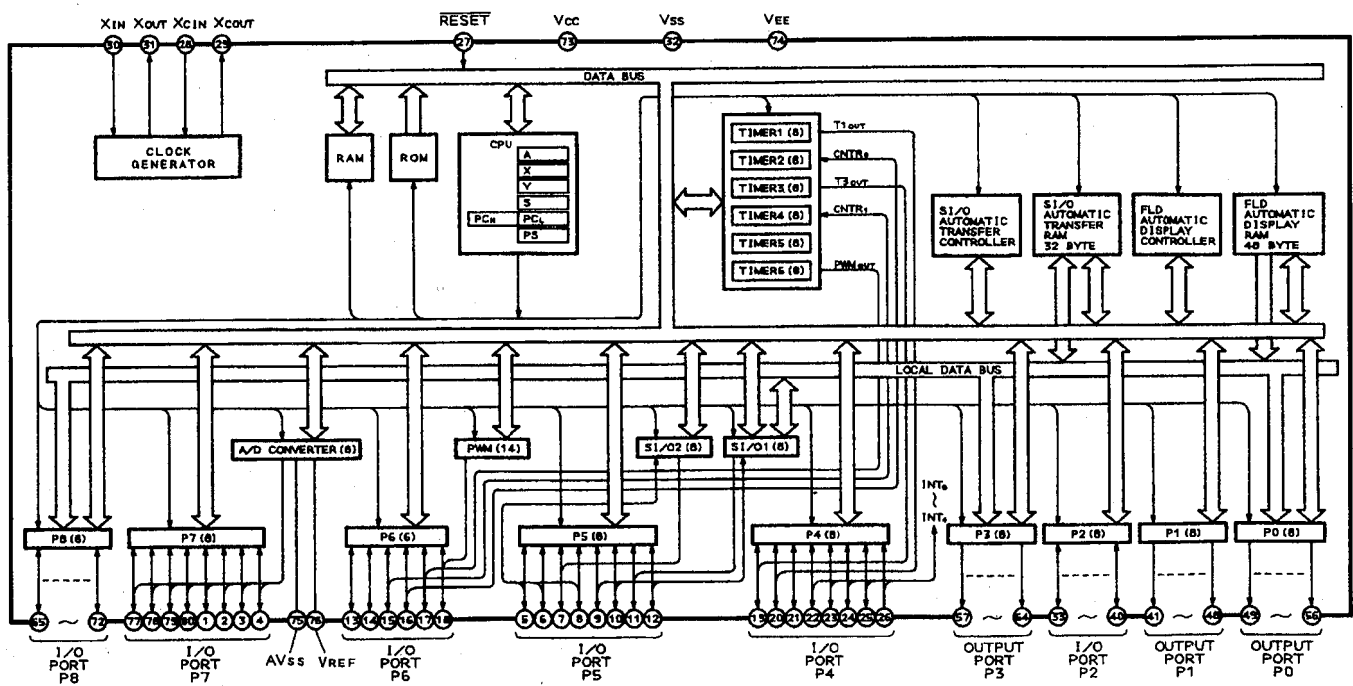 XIN XOUT XCIN XCOUT RESET VCC VSS VEE
30 31 28 29 27 73 32 74
DATA BUS
CLOCK
GENERATOR
RAM
ROM
CPU
A
X
Y
S
PCH PCL
PS
TIMER1(8)
TIMER2(8)
TIMER3(8)
TIMER4(8)
TIMER5(8)
TIMER6(8)
T1OUT
CNTR0
T3OUT
CNTR1
PWMOUT
SI/O
AUTOMATIC
TRANSFER
CONTROLLER
SI/O
AUTOMATIC
TRANSFER
RAM
32 BYTE
FLD
AUTOMATIC
DISPLAY
CONTROLLER
FLD
AUTOMATIC
DISPLAY
RAM
48 BYTE
LOCAL DATA BUS
A/D CONVERTER(8)
PWM(14)
SI/O2(8)
SI/O1(8)
INT0
~
INT4
P8(8)
P7(8)
P6(6)
P5(8)
P4(8)
P3(8)
P2(8)
P1(8)
P0(8)
65 ~ 72
77 78 79 80 1 2 3 4
75 76
13 14 15 16 17 18
5 6 7 8 9 10 11 12
19 20 21 22 23 24 25 26
57 ~ 64
33 ~ 40
41 ~ 48
49 ~ 56
I/O
PORT
P8
I/O
PORT
P7
AVSS VREF
I/O
PORT
P6
I/O
PORT
P5
I/O
PORT
P4
OUTPUT
PORT
P3
I/O
PORT
P2
OUTPUT
PORT
P1
OUTPUT
PORT
P0